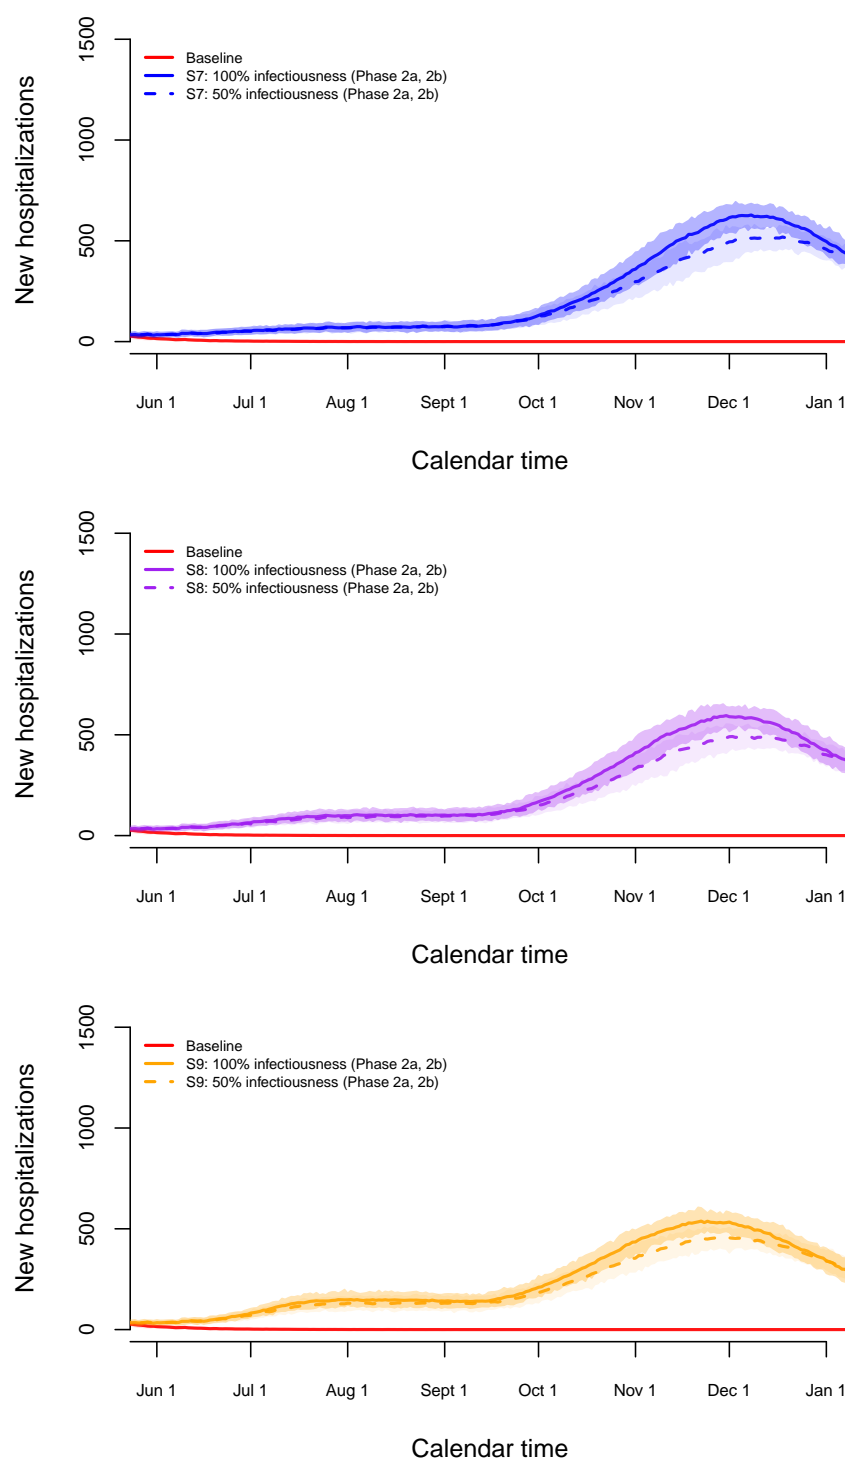 1500
1000
500
0
New hospitalizations
Baseline
S7: 100% infectiousness (Phase 2a, 2b)
S7: 50% infectiousness (Phase 2a, 2b)
Jun 1 Jul 1 Aug 1 Sept 1 Oct 1 Nov 1 Dec 1 Jan 1
Calendar time
1500
1000
500
0
New hospitalizations
Baseline
S8: 100% infectiousness (Phase 2a, 2b)
S8: 50% infectiousness (Phase 2a, 2b)
Jun 1 Jul 1 Aug 1 Sept 1 Oct 1 Nov 1 Dec 1 Jan 1
Calendar time
1500
1000
500
0
New hospitalizations
Baseline
S9: 100% infectiousness (Phase 2a, 2b)
S9: 50% infectiousness (Phase 2a, 2b)
Jun 1 Jul 1 Aug 1 Sept 1 Oct 1 Nov 1 Dec 1 Jan 1
Calendar time